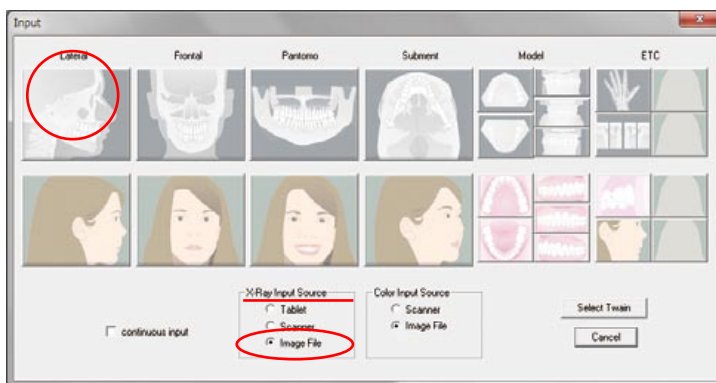 Input
Lateral Frontal Pantomo Subment Model ETC
X-Ray Input Source Color Input Source
Tablet Scanner Select Twain
continuous input Scanner Image File Cancel
Image File